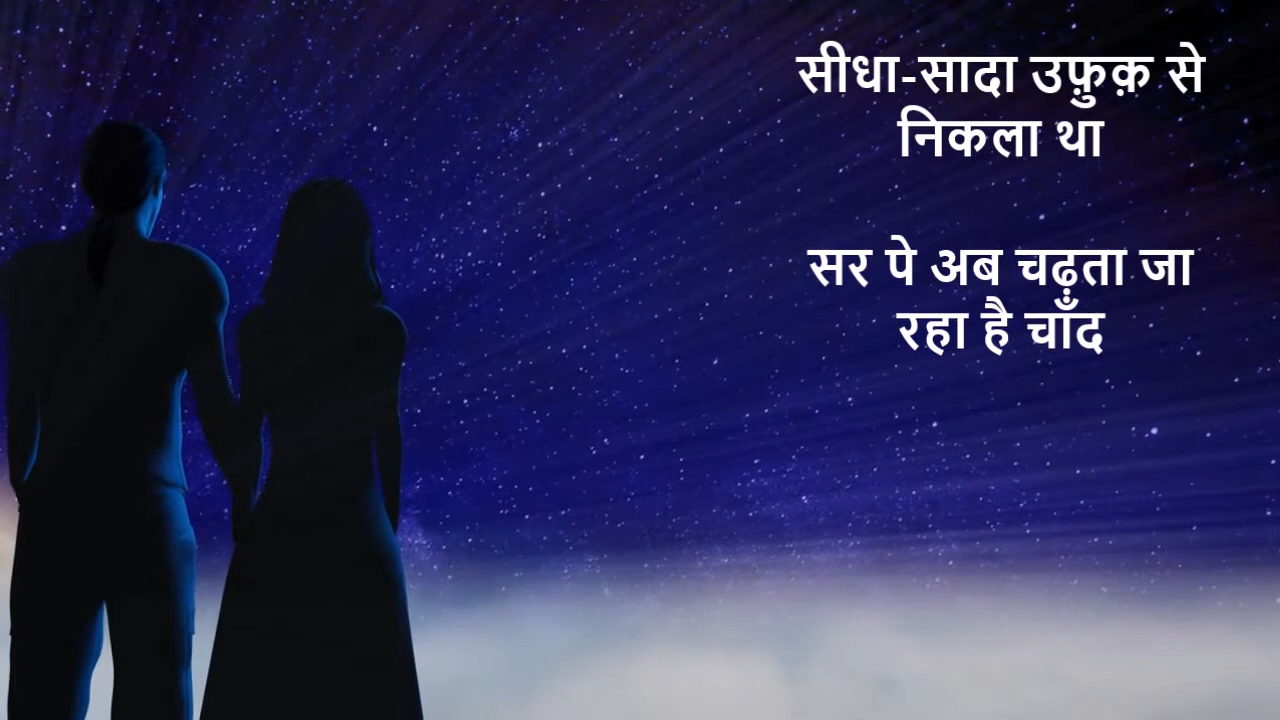 सीधा-सादा उफ़ुक़ से
निकला था
सर पे अब चढ़ता जा
रहा है चाँद